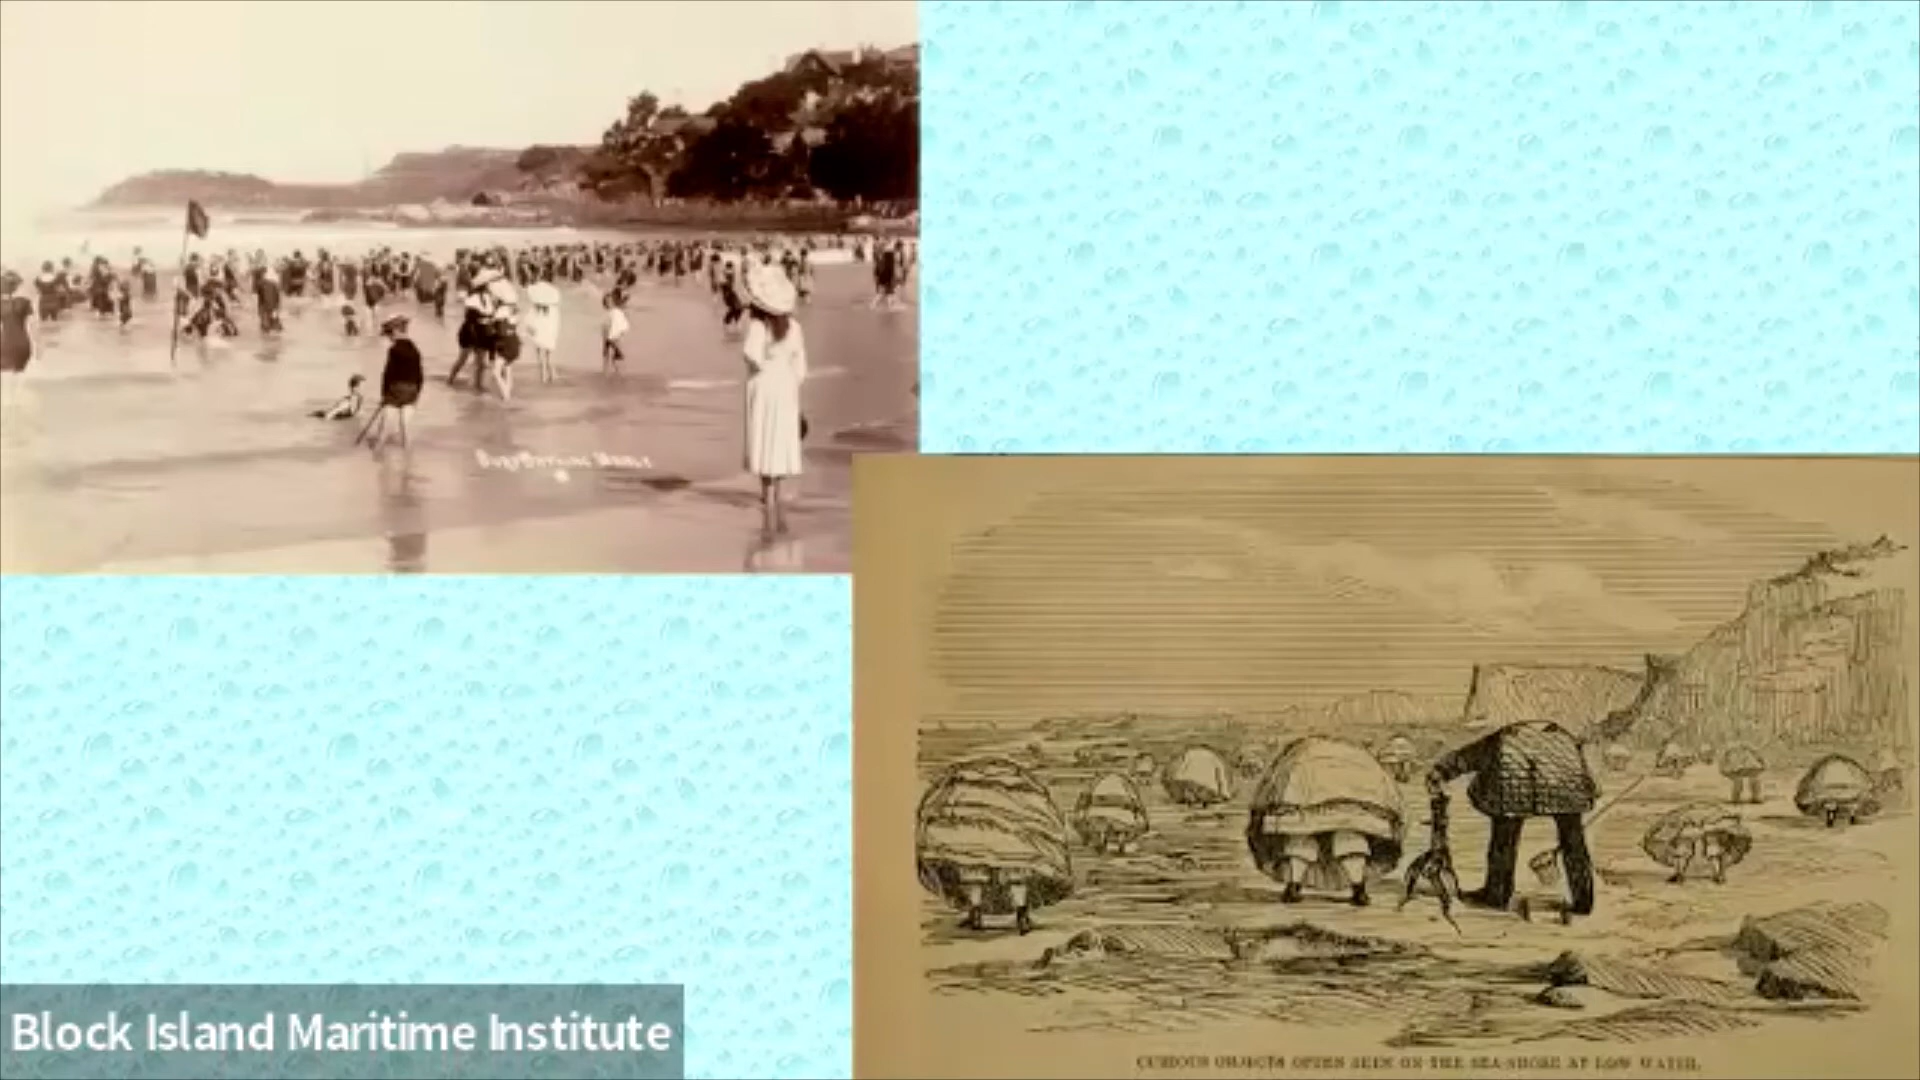 Block Island Maritime Institute
CURIOUS OBJECTS OFTEN SEEN ON THE SEA-SHORE AT LOW WATER.